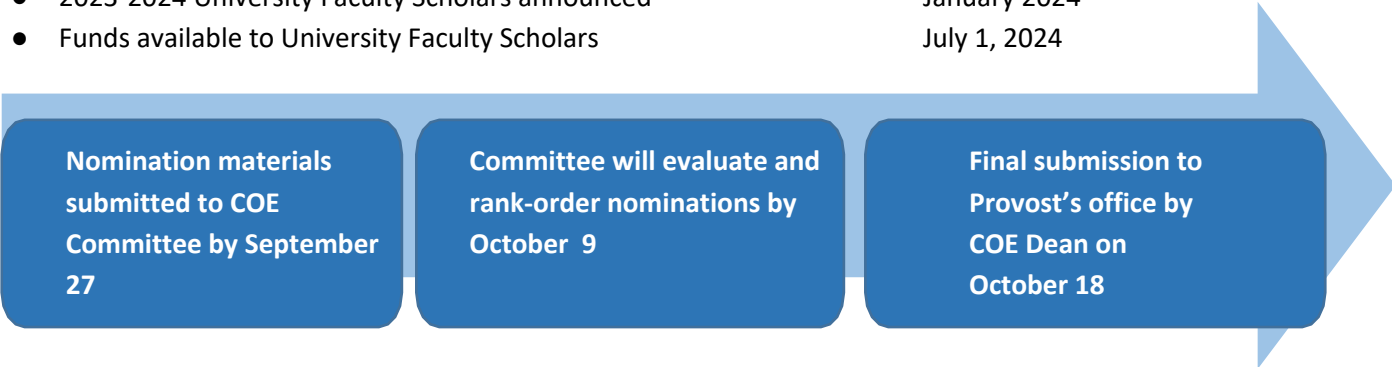 ● 2023-2024 University Faculty Scholars announced January 2024
● Funds available to University Faculty Scholars July 1, 2024
Nomination materials
submitted to COE
Committee by September
27
Committee will evaluate and
rank-order nominations by
October 9
Final submission to
Provost’s office by
COE Dean on
October 18